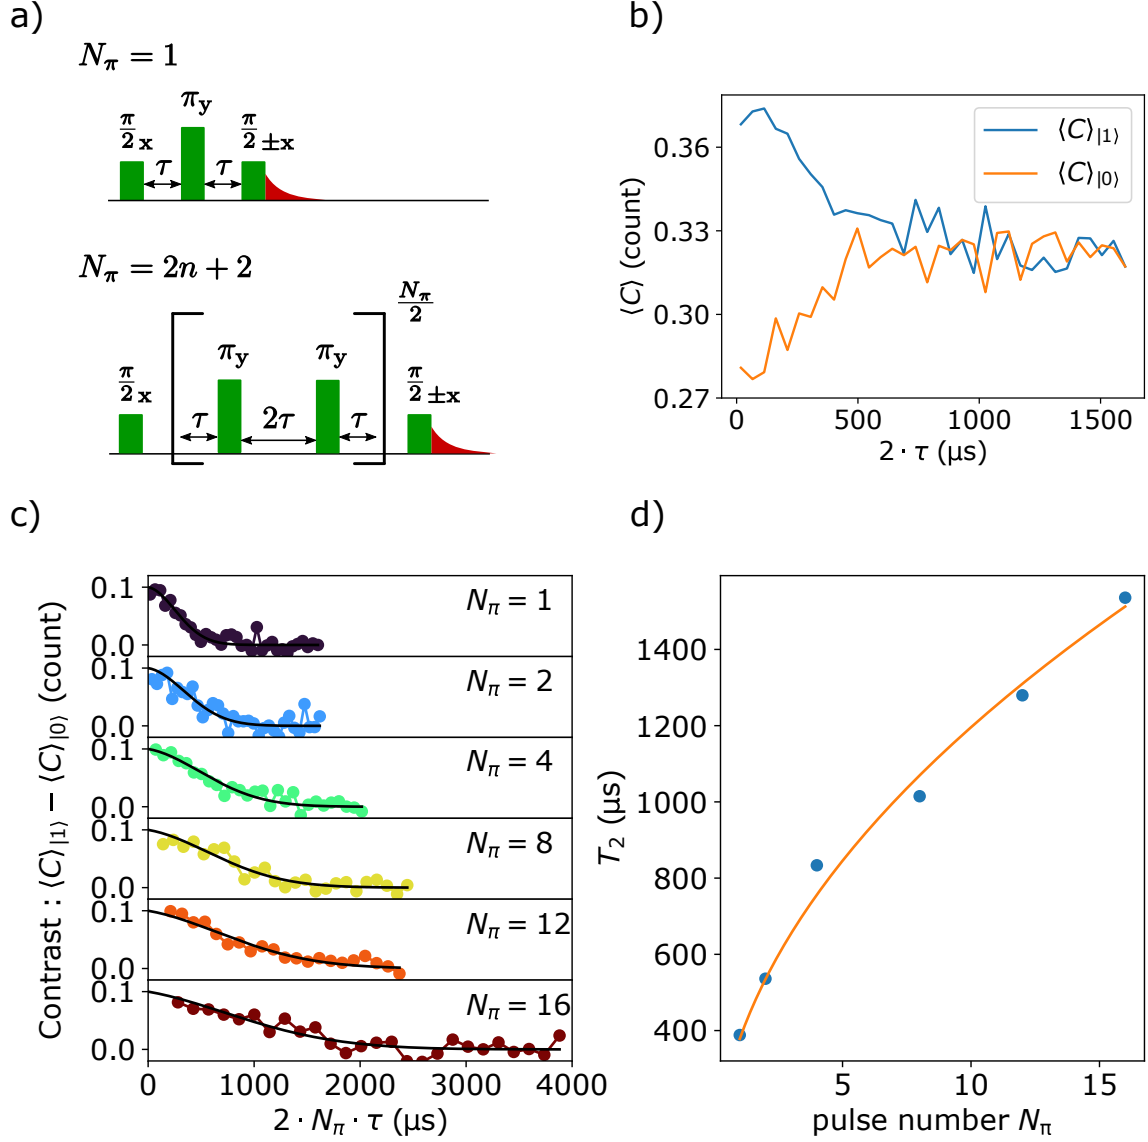 a)
N_π = 1
π/2 x
π_y
π/2 ±x
τ
τ
N_π = 2n + 2
N_π/2
π/2 x
π_y
π_y
π/2 ±x
τ
2τ
τ
b)
⟨C⟩ (count)
0.36
0.33
0.30
0.27
⟨C⟩|1⟩
⟨C⟩|0⟩
0
500
1000
1500
2 · τ (µs)
c)
Contrast : ⟨C⟩|1⟩ − ⟨C⟩|0⟩ (count)
0.1
0.0
N_π = 1
0.1
0.0
N_π = 2
0.1
0.0
N_π = 4
0.1
0.0
N_π = 8
0.1
0.0
N_π = 12
0.1
0.0
N_π = 16
0
1000
2000
3000
4000
2 · N_π · τ (µs)
d)
T_2 (µs)
1400
1200
1000
800
600
400
5
10
15
pulse number N_π